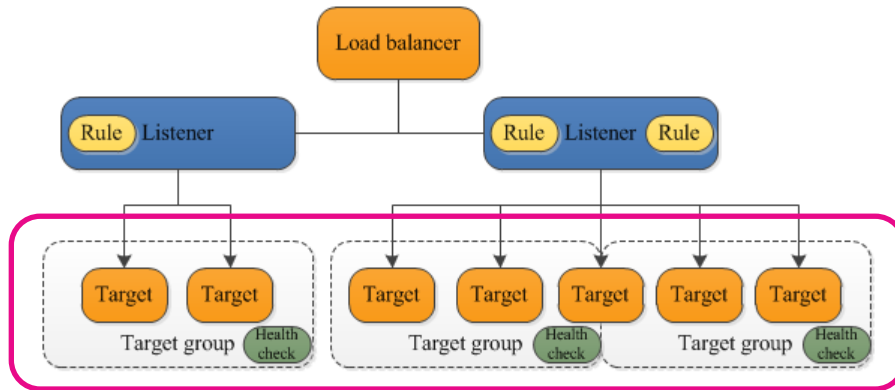 Load balancer
Rule Listener
Rule Listener Rule
Target Target
Target Target Target Target Target
Target group Health check
Target group Health check
Target group Health check